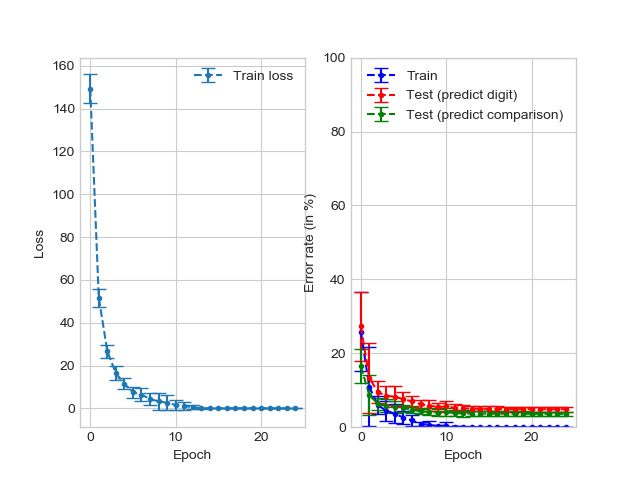 Train loss
160
140
120
100
80
60
40
20
0
Loss
0
10
20
Epoch
Train
Test (predict digit)
Test (predict comparison)
100
80
60
40
20
0
Error rate (in %)
0
10
20
Epoch